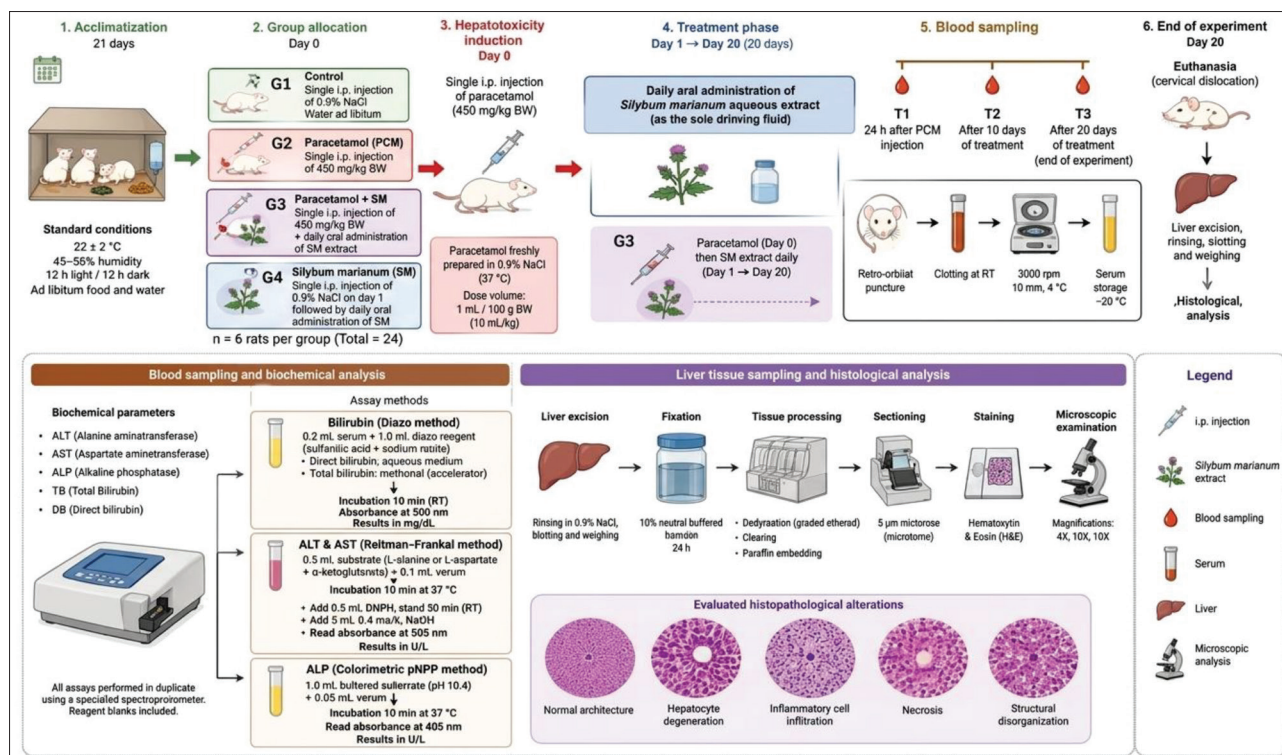 1. Acclimatization
21 days
Standard conditions
22 ± 2 °C
45–56% humidity
12 h light / 12 h dark
Ad libitum food and water
2. Group allocation
Day 0
G1
Control
Single i.p. injection
of 0.9% NaCl
Water ad libitum
G2
Paracetamol (PCM)
Single i.p. injection
of 450 mg/kg BW
G3
Paracetamol + SM
Single i.p. injection of
450 mg/kg BW
+ daily oral administration
of SM extract
G4
Silybum marianum (SM)
Single i.p. injection of
0.9% NaCl on day 1
followed by daily oral
administration of SM
n = 6 rats per group (Total = 24)
3. Hepatotoxicity
induction
Day 0
Single i.p. injection
of paracetamol
(450 mg/kg BW)
Paracetamol freshly
prepared in 0.9% NaCl
(37 °C)
Dose volume:
1 mL / 100 g BW
(10 mL/kg)
4. Treatment phase
Day 1 → Day 20 (20 days)
Daily oral administration of
Silybum marianum aqueous extract
(as the sole drinving fluid)
G3
Paracetamol (Day 0)
then SM extract daily
(Day 1 → Day 20)
5. Blood sampling
T1
24 h after PCM
injection
T2
After 10 days
of treatment
T3
After 20 days
of treatment
(end of experiment)
Retro-orbiiat
puncture
Clotting at RT
3000 rpm
10 mm, 4 °C
Serum
storage
−20 °C
6. End of experiment
Day 20
Euthanasia
(cervical dislocation)
Liver excision,
rinsing, slotting
and weighing
,Histological,
analysis
Blood sampling and biochemical analysis
Biochemical parameters
• ALT (Alanine aminatransferase)
• AST (Aspartate aminetransferase)
• ALP (Alkaline phosphatase)
• TB (Total Bilirubin)
• DB (Direct bilirubin)
All assays performed in duplicate
using a specialed spectroproirometer.
Reagent blanks included.
Assay methods
Bilirubin (Diazo method)
0.2 mL serum + 1.0 ml. diazo reegent
(sulfanilic acid + sodium rutite)
• Direct bilirubin, aqueous medium
• Total bilirubin: methonal (accelerator)
Incubation 10 min (RT)
Absorbance at 500 nm
Results in mg/dL
ALT & AST (Reitman–Frankal method)
0.5 mL substrate (L-slanine or L-aspartate
+ α-ketoglutsnıəts) + 0.1 mL verum
Incubation 10 min at 37 °C
+ Add 0.5 mL DNPH, stand 50 min (RT)
+ Add 5 mL 0.4 ma/K, NaOH
• Read absorbance at 505 nm
Results in U/L
ALP (Colorimetric pNPP method)
1.0 mL bultered sulerrate (pH 10.4)
+ 0.05 mL verum
Incubation 10 min at 37 °C
Read absorbance at 405 nm
Results in U/L
Liver tissue sampling and histological analysis
Liver excision
Rinsing in 0.9% NaCl,
blotting and weighing
Fixation
10% neutral buffered
bamdon
24 h
Tissue processing
• Dedyraation (graded etherad)
• Clearing
• Paraffin embedding
Sectioning
5 µm mictorose
(microtome)
Staining
Hematoxytin
& Eosin (H&E)
Microscopic
examination
Magnifications:
4X, 10X, 10X
Evaluated histopathological alterations
Normal architecture
Hepatocyte
degeneration
Inflammatory cell
inflitration
Necrosis
Structural
disorganization
Legend
i.p. injection
Silybum marianum
extract
Blood sampling
Serum
Liver
Microscopic
analysis